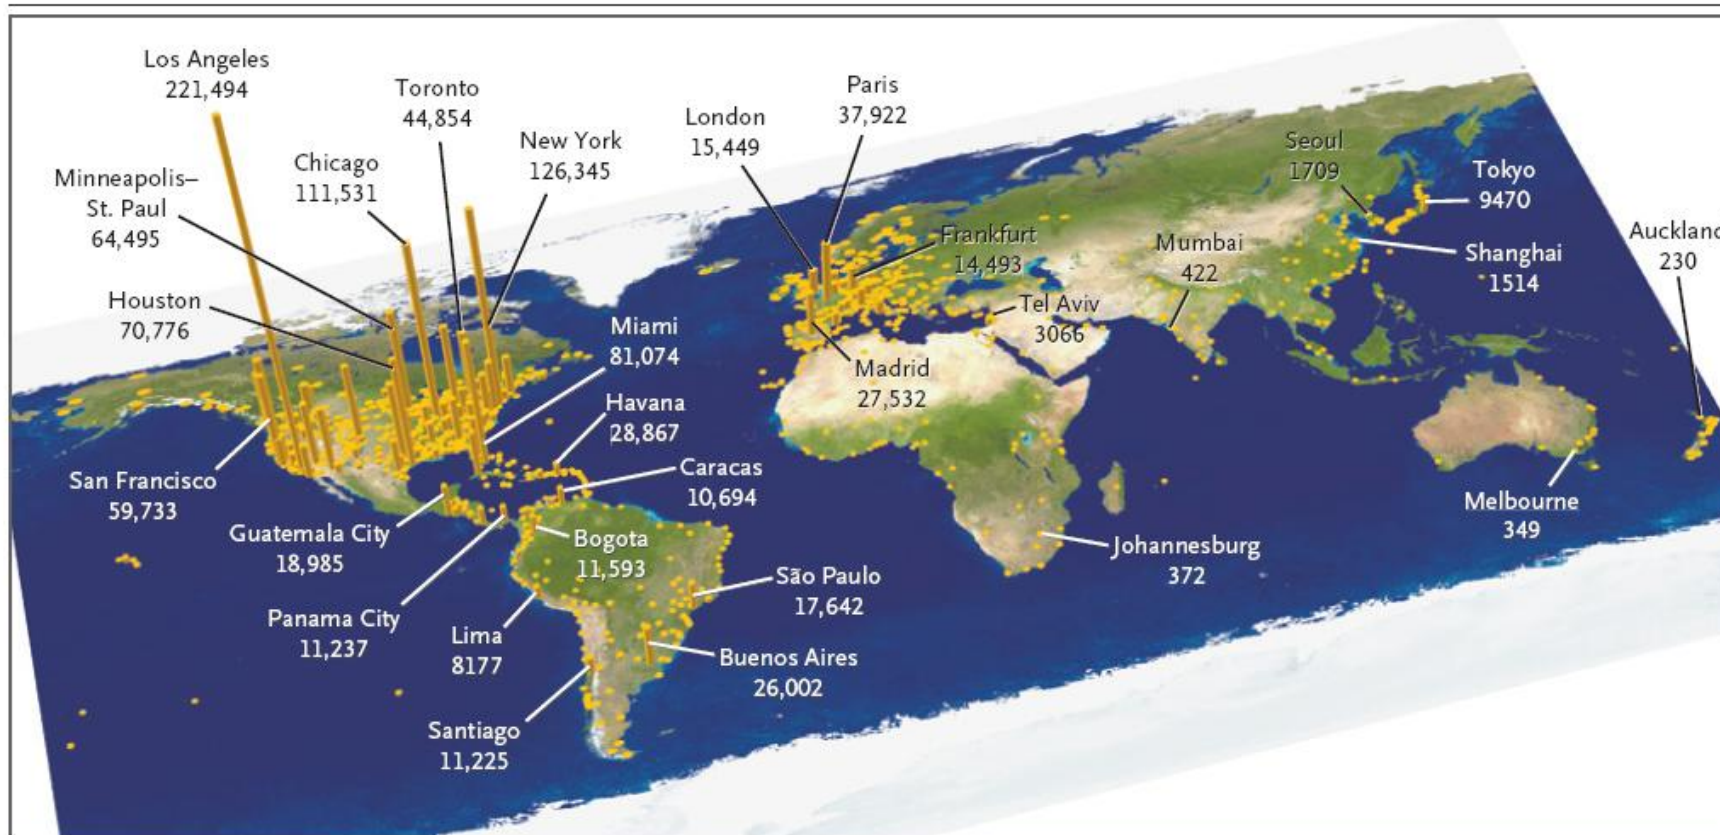 Los Angeles
221,494
Toronto
44,854
Paris
37,922
London
15,449
New York
126,345
Chicago
111,531
Minneapolis–
St. Paul
64,495
Seoul
1709
Tokyo
9470
Auckland
230
Frankfurt
14,493
Mumbai
422
Shanghai
1514
Houston
70,776
Miami
81,074
Tel Aviv
3066
Madrid
27,532
Havana
28,867
San Francisco
59,733
Caracas
10,694
Melbourne
349
Guatemala City
18,985
Bogota
11,593
Johannesburg
372
São Paulo
17,642
Panama City
11,237
Lima
8177
Buenos Aires
26,002
Santiago
11,225